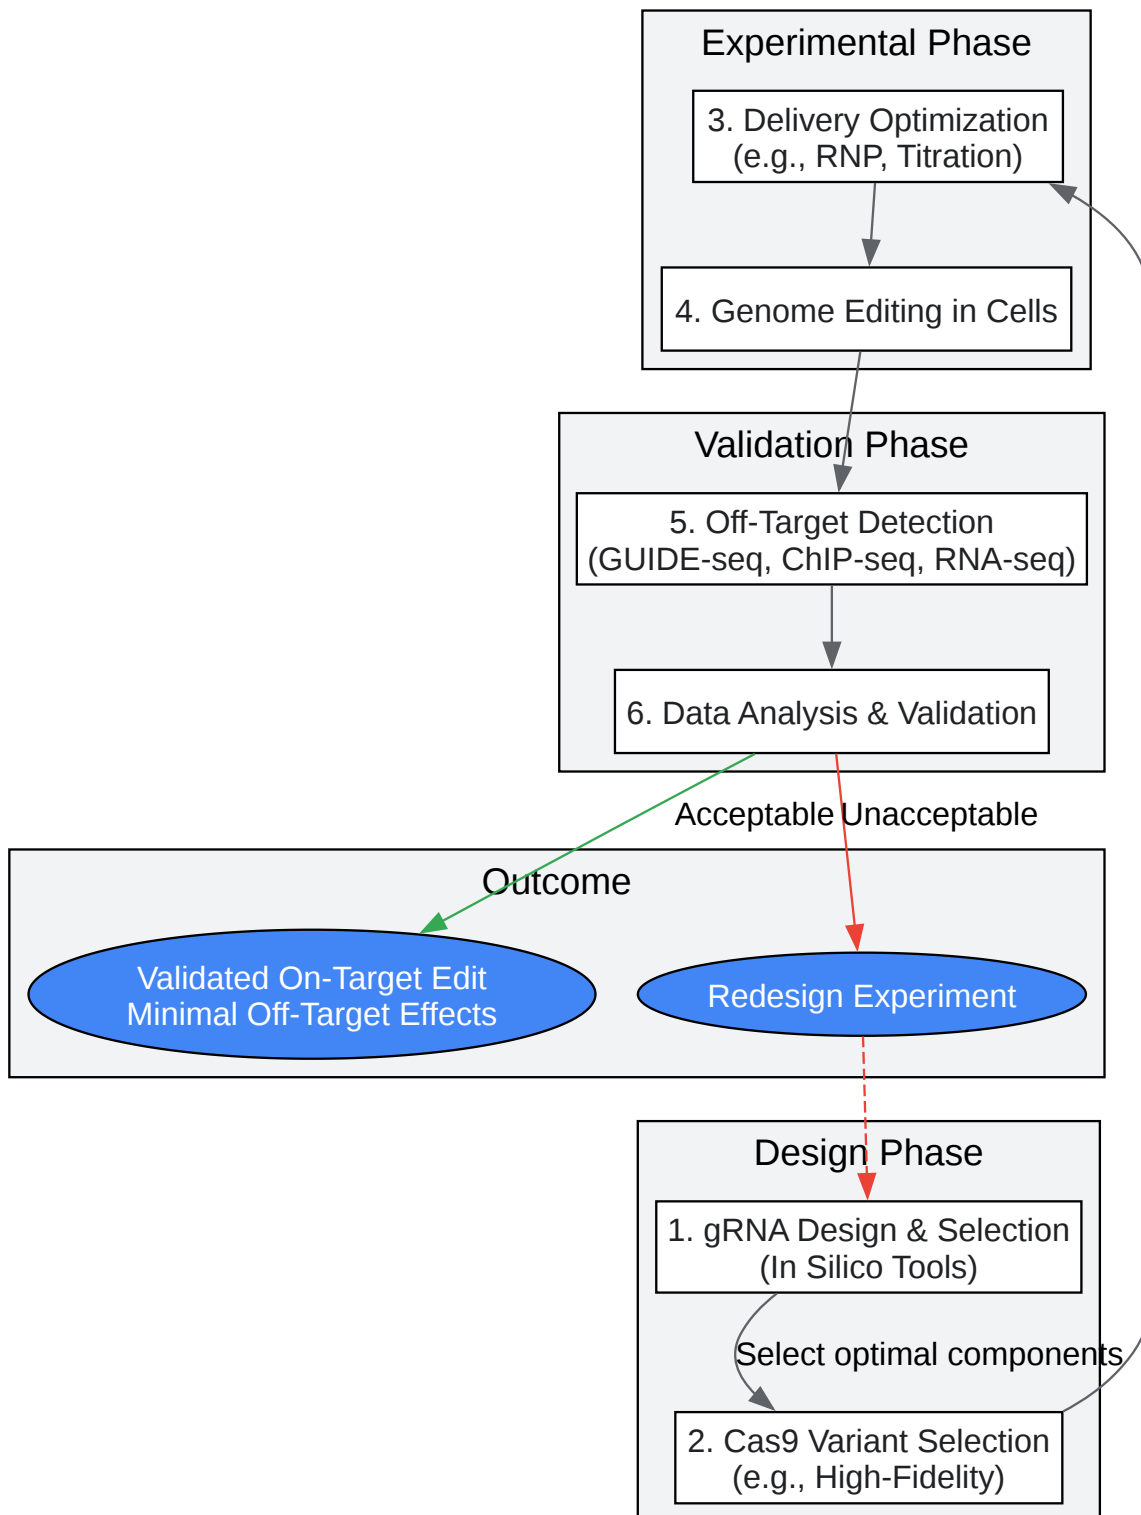 Experimental Phase
3. Delivery Optimization
(e.g., RNP, Titration)
4. Genome Editing in Cells
Validation Phase
5. Off-Target Detection
(GUIDE-seq, ChIP-seq, RNA-seq)
6. Data Analysis & Validation
Acceptable
Unacceptable
Outcome
Validated On-Target Edit
Minimal Off-Target Effects
Redesign Experiment
Design Phase
1. gRNA Design & Selection
(In Silico Tools)
Select optimal components
2. Cas9 Variant Selection
(e.g., High-Fidelity)